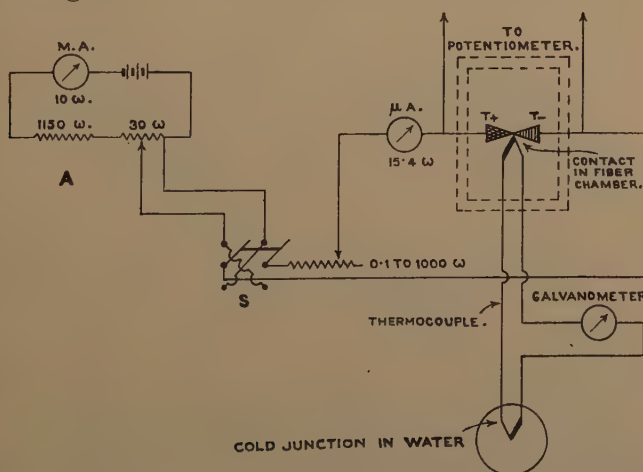 M.A.
10 ω.
1150 ω.
30 ω
A
TO
POTENTIOMETER.
μ A.
15·4 ω
T+
T-
CONTACT
IN FIBER
CHAMBER.
S
0·1 TO 1000 ω
THERMOCOUPLE.
GALVANOMETER
COLD JUNCTION IN WATER